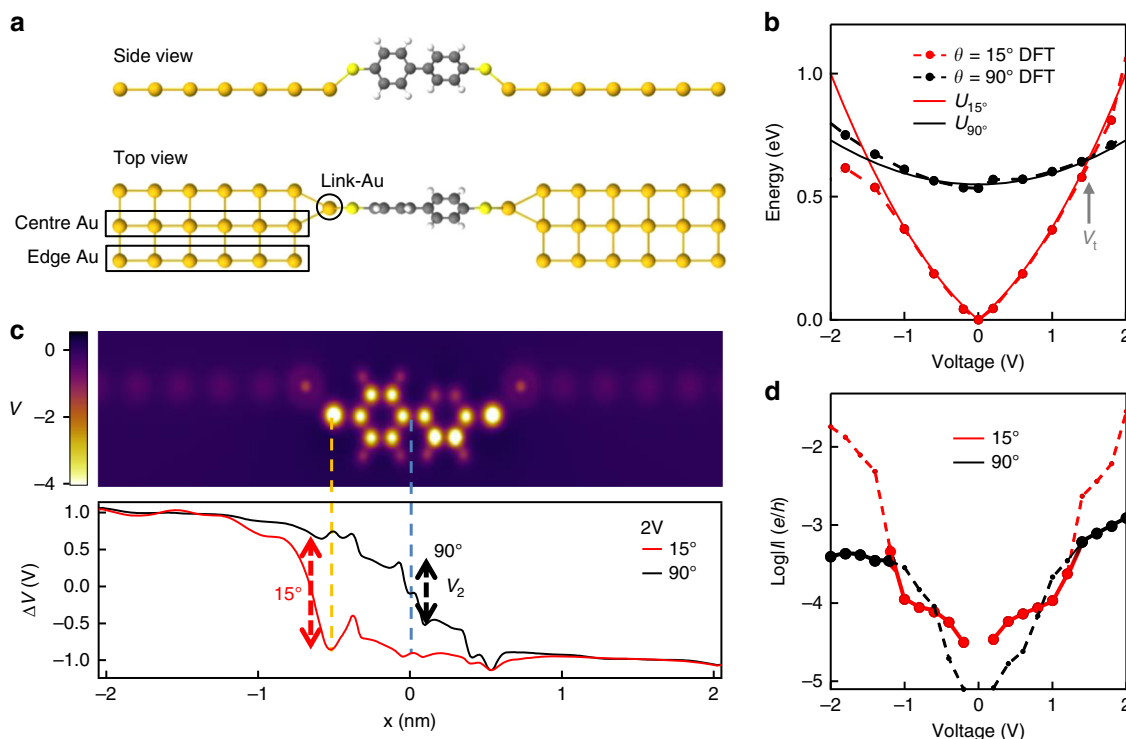 a
Side view
Top view
Link-Au
Centre Au
Edge Au
b
θ = 15° DFT
θ = 90° DFT
U15°
U90°
1.0
0.5
0.0
Energy (eV)
Vt
−2
−1
0
1
2
Voltage (V)
c
0
−2
−4
V
1.0
0.5
0.0
−0.5
−1.0
ΔV (V)
2V
15°
90°
15°
90°
V2
−2
−1
0
1
2
x (nm)
d
−2
−3
−4
−5
Log|I| (e/h)
15°
90°
−2
−1
0
1
2
Voltage (V)